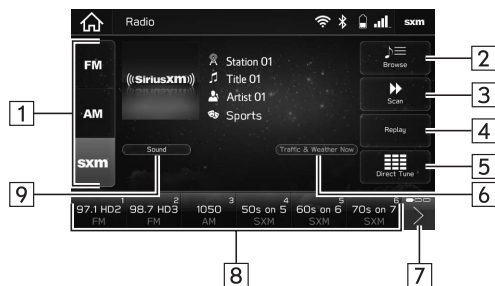 Radio
sxm
FM
AM
sxm
((SiriusXM))
Station 01
Title 01
Artist 01
Sports
Sound
Traffic & Weather Now
Browse
Scan
Replay
Direct Tune
1
97.1 HD2
FM
2
98.7 HD3
FM
3
1050
AM
4
50s on 5
SXM
5
60s on 6
SXM
6
70s on 7
SXM
1
2
3
4
5
6
7
8
9